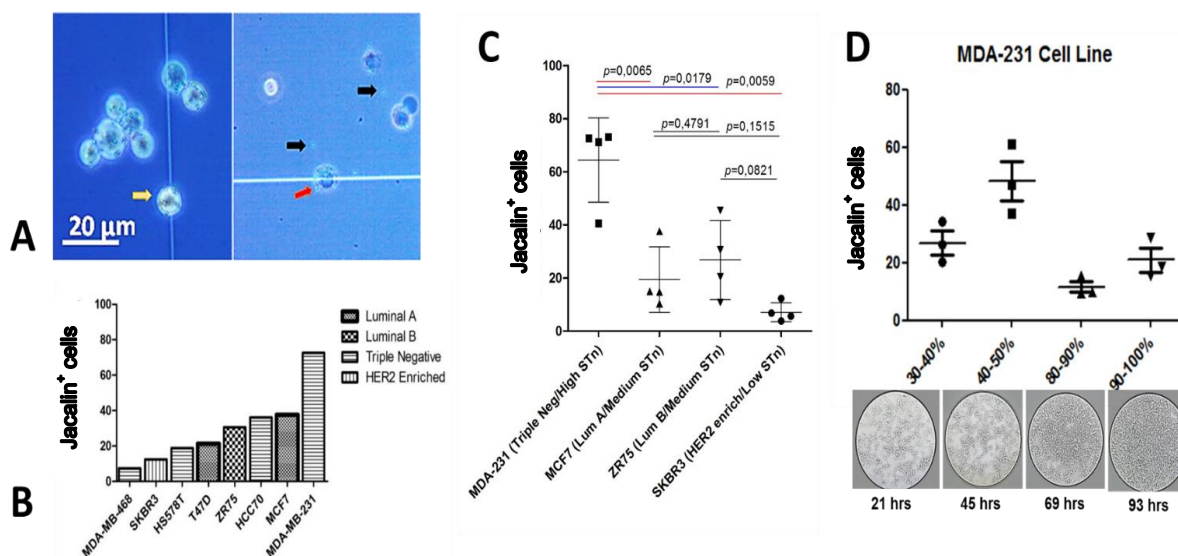 A
20 µm
B
Jacalin+ cells
100
80
60
40
20
0
Luminal A
Luminal B
Triple Negative
HER2 Enriched
MDA-MB-468
SKBR3
HS578T
T47D
ZR75
HCC70
MCF7
MDA-MB-231
C
Jacalin+ cells
100
80
60
40
20
0
p=0,0065
p=0,0179
p=0,0059
p=0,4791
p=0,1515
p=0,0821
MDA-231 (Triple Neg/High STn)
MCF7 (Lum A/Medium STn)
ZR75 (Lum B/Medium STn)
SKBR3 (HER2 enrich/Low STn)
D
MDA-231 Cell Line
Jacalin+ cells
80
60
40
20
0
30-40%
40-50%
80-90%
90-100%
21 hrs
45 hrs
69 hrs
93 hrs